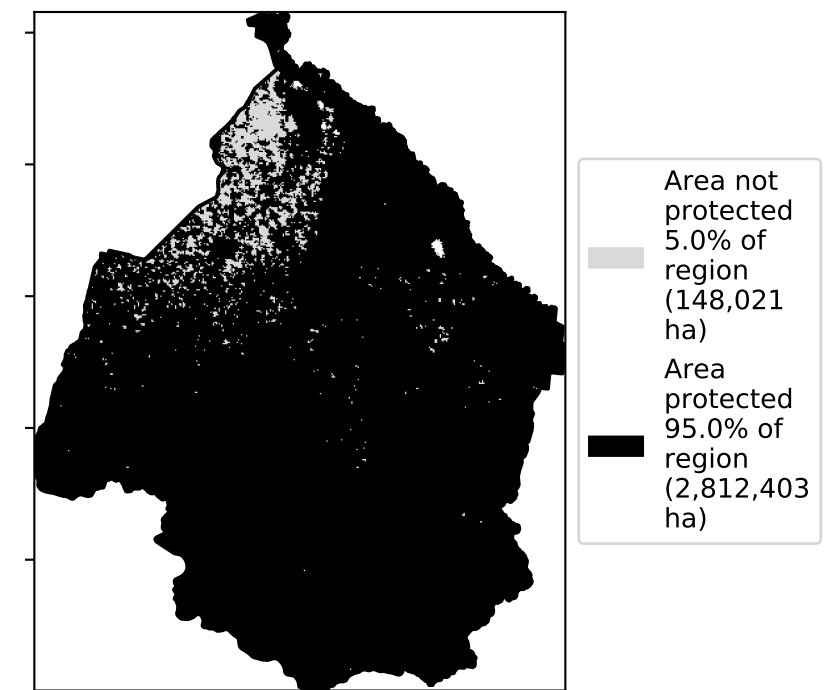 Area not
protected
5.0% of
region
(148,021
ha)
Area
protected
95.0% of
region
(2,812,403
ha)